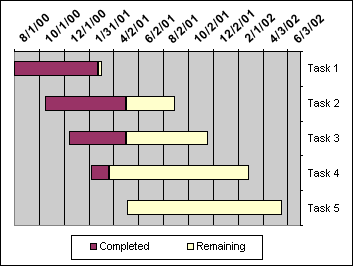 8/1/00 10/1/00 12/1/00 1/31/01 4/2/01 6/2/01 8/2/01 10/2/01 12/2/01 2/1/02 4/3/02 6/3/02
Task 1
Task 2
Task 3
Task 4
Task 5
Completed Remaining